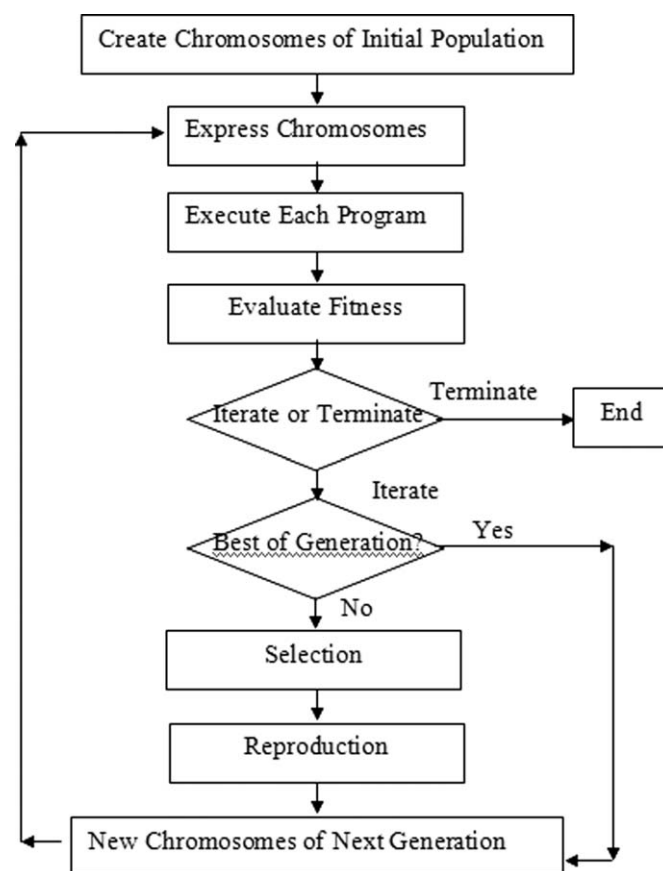 Create Chromosomes of Initial Population
Express Chromosomes
Execute Each Program
Evaluate Fitness
Iterate or Terminate
Terminate
End
Iterate
Best of Generation?
Yes
No
Selection
Reproduction
New Chromosomes of Next Generation